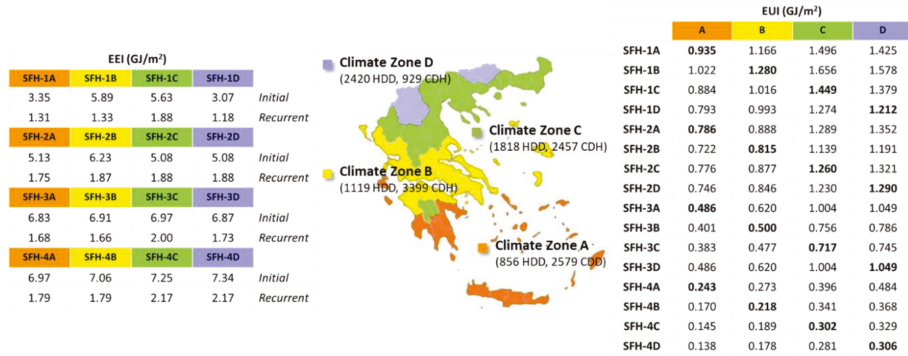 EEI (GJ/m²)
SFH-1A SFH-1B SFH-1C SFH-1D
3.35 5.89 5.63 3.07 Initial
1.31 1.33 1.88 1.18 Recurrent
SFH-2A SFH-2B SFH-2C SFH-2D
5.13 6.23 5.08 5.08 Initial
1.75 1.87 1.88 1.88 Recurrent
SFH-3A SFH-3B SFH-3C SFH-3D
6.83 6.91 6.97 6.87 Initial
1.68 1.66 2.00 1.73 Recurrent
SFH-4A SFH-4B SFH-4C SFH-4D
6.97 7.06 7.25 7.34 Initial
1.79 1.79 2.17 2.17 Recurrent
Climate Zone D
(2420 HDD, 929 CDH)
Climate Zone C
(1818 HDD, 2457 CDH)
Climate Zone B
(1119 HDD, 3399 CDH)
Climate Zone A
(856 HDD, 2579 CDD)
EUI (GJ/m²)
A B C D
SFH-1A 0.935 1.166 1.496 1.425
SFH-1B 1.022 1.280 1.656 1.578
SFH-1C 0.884 1.016 1.449 1.379
SFH-1D 0.793 0.993 1.274 1.212
SFH-2A 0.786 0.888 1.289 1.352
SFH-2B 0.722 0.815 1.139 1.191
SFH-2C 0.776 0.877 1.260 1.321
SFH-2D 0.746 0.846 1.230 1.290
SFH-3A 0.486 0.620 1.004 1.049
SFH-3B 0.401 0.500 0.756 0.786
SFH-3C 0.383 0.477 0.717 0.745
SFH-3D 0.486 0.620 1.004 1.049
SFH-4A 0.243 0.273 0.396 0.484
SFH-4B 0.170 0.218 0.341 0.368
SFH-4C 0.145 0.189 0.302 0.329
SFH-4D 0.138 0.178 0.281 0.306